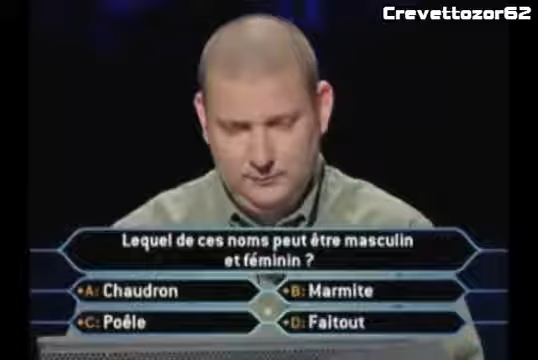 Crevettozor62
Lequel de ces noms peut être masculin
et féminin ?
A: Chaudron
B: Marmite
C: Poêle
D: Faitout